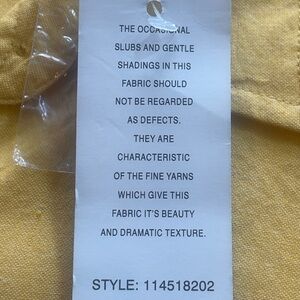 THE OCCASIONAL
SLUBS AND GENTLE
SHADINGS IN THIS
FABRIC SHOULD
NOT BE REGARDED
AS DEFECTS.
THEY ARE
CHARACTERISTIC
OF THE FINE YARNS
WHICH GIVE THIS
FABRIC IT'S BEAUTY
AND DRAMATIC TEXTURE.
STYLE: 114518202